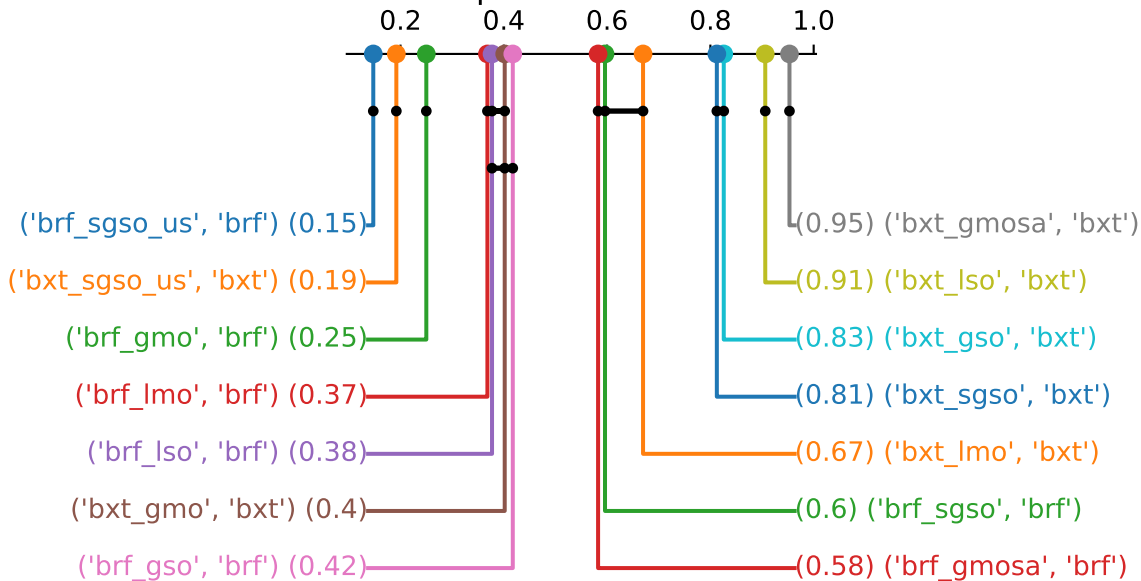 0.2 0.4 0.6 0.8 1.0
('brf_sgso_us', 'brf') (0.15) (0.95) ('bxt_gmosa', 'bxt')
('bxt_sgso_us', 'bxt') (0.19) (0.91) ('bxt_lso', 'bxt')
('brf_gmo', 'brf') (0.25) (0.83) ('bxt_gso', 'bxt')
('brf_lmo', 'brf') (0.37) (0.81) ('bxt_sgso', 'bxt')
('brf_lso', 'brf') (0.38) (0.67) ('bxt_lmo', 'bxt')
('bxt_gmo', 'bxt') (0.4) (0.6) ('brf_sgso', 'brf')
('brf_gso', 'brf') (0.42) (0.58) ('brf_gmosa', 'brf')